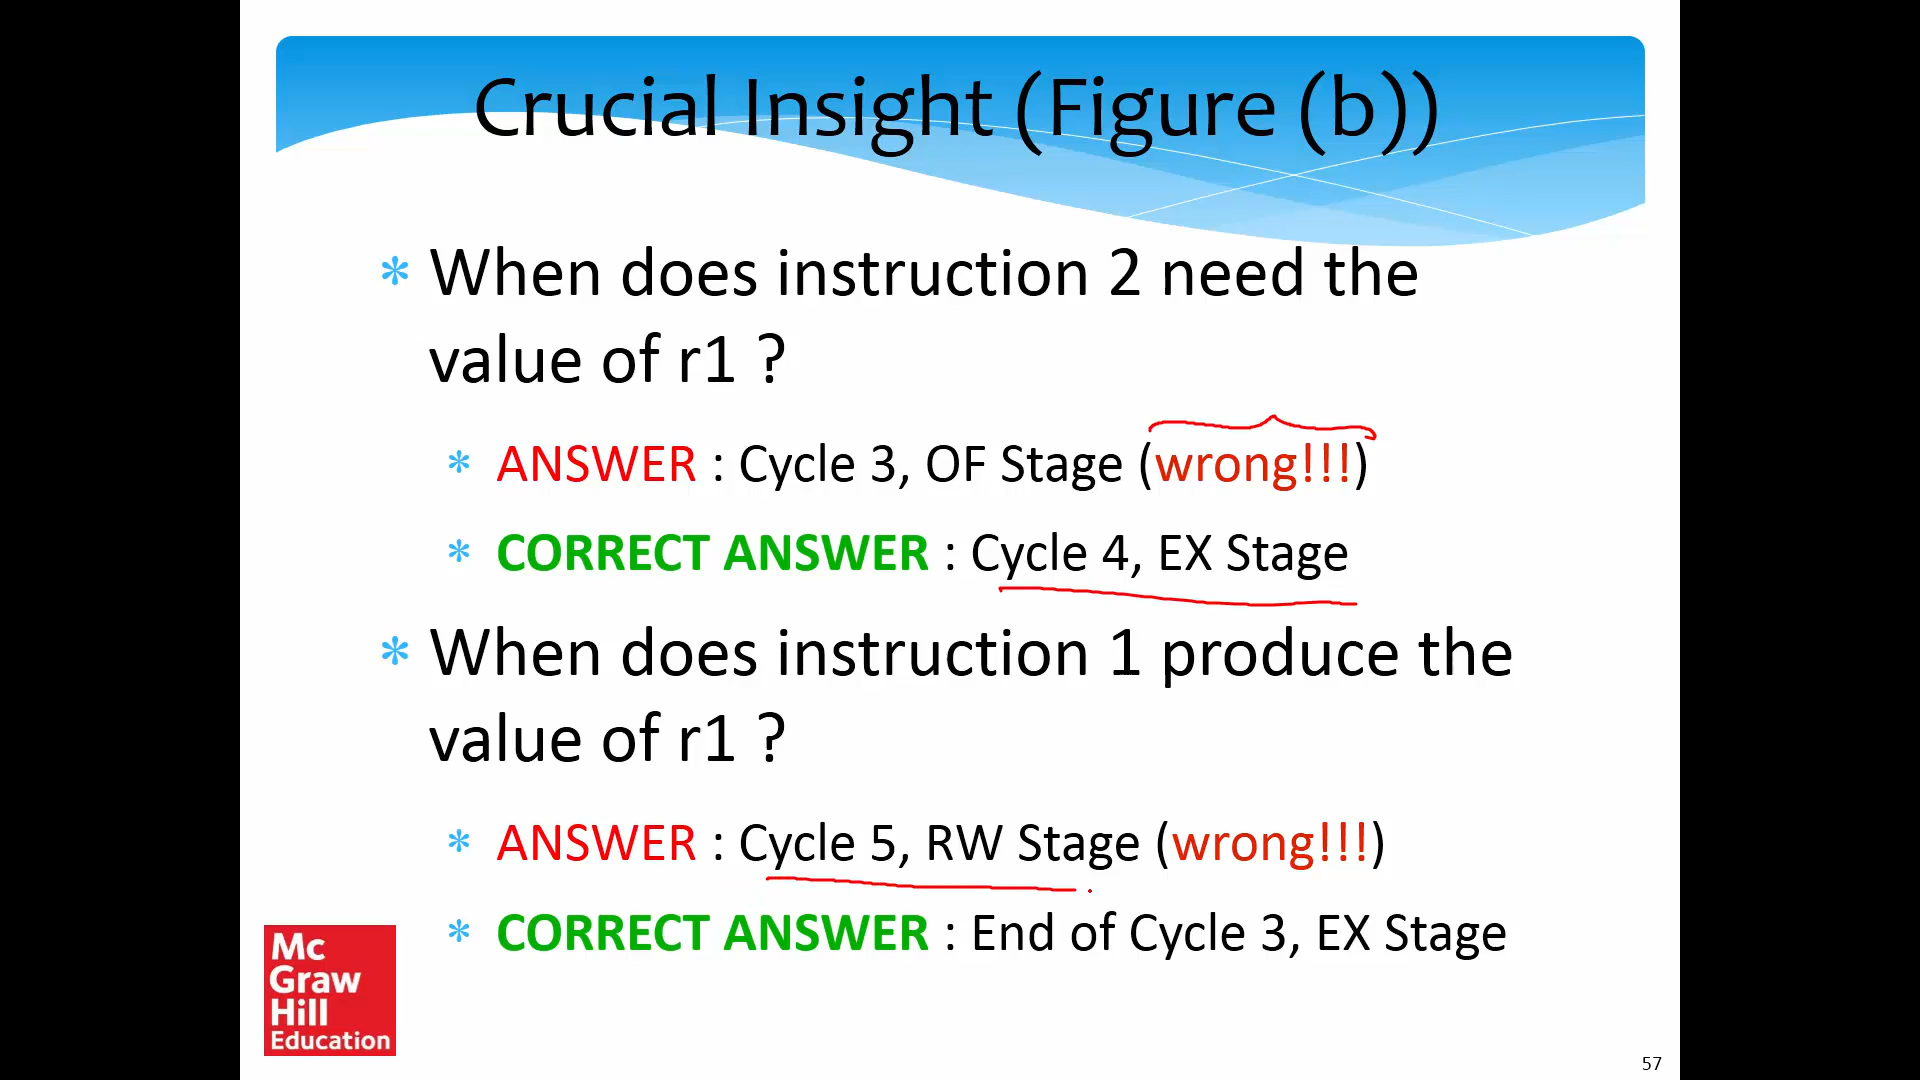 Crucial Insight (Figure (b))
* When does instruction 2 need the
value of r1 ?
* ANSWER : Cycle 3, OF Stage (wrong!!!)
* CORRECT ANSWER : Cycle 4, EX Stage
* When does instruction 1 produce the
value of r1 ?
* ANSWER : Cycle 5, RW Stage (wrong!!!)
* CORRECT ANSWER : End of Cycle 3, EX Stage
Mc
Graw
Hill
Education
57